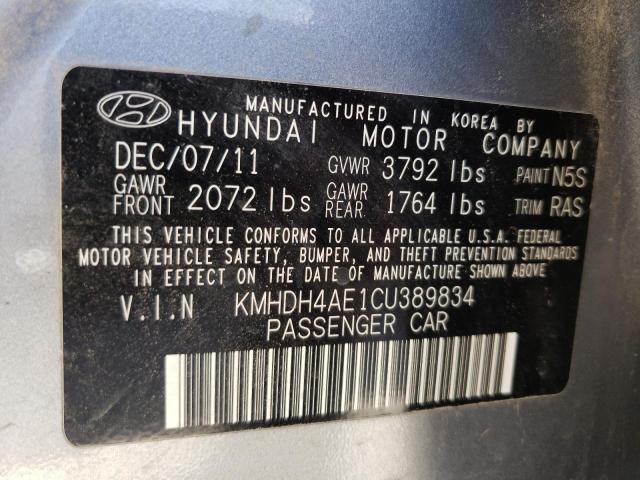 MANUFACTURED IN KOREA BY
HYUNDAI MOTOR COMPANY
DEC/07/11 GVWR 3792 lbs PAINT N5S
GAWR FRONT 2072 lbs GAWR REAR 1764 lbs TRIM RAS
THIS VEHICLE CONFORMS TO ALL APPLICABLE U.S.A. FEDERAL
MOTOR VEHICLE SAFETY, BUMPER, AND THEFT PREVENTION STANDARDS
IN EFFECT ON THE DATE OF MANUFACTURE SHOWN ABOVE.
V.I.N KMHDH4AE1CU389834
PASSENGER CAR